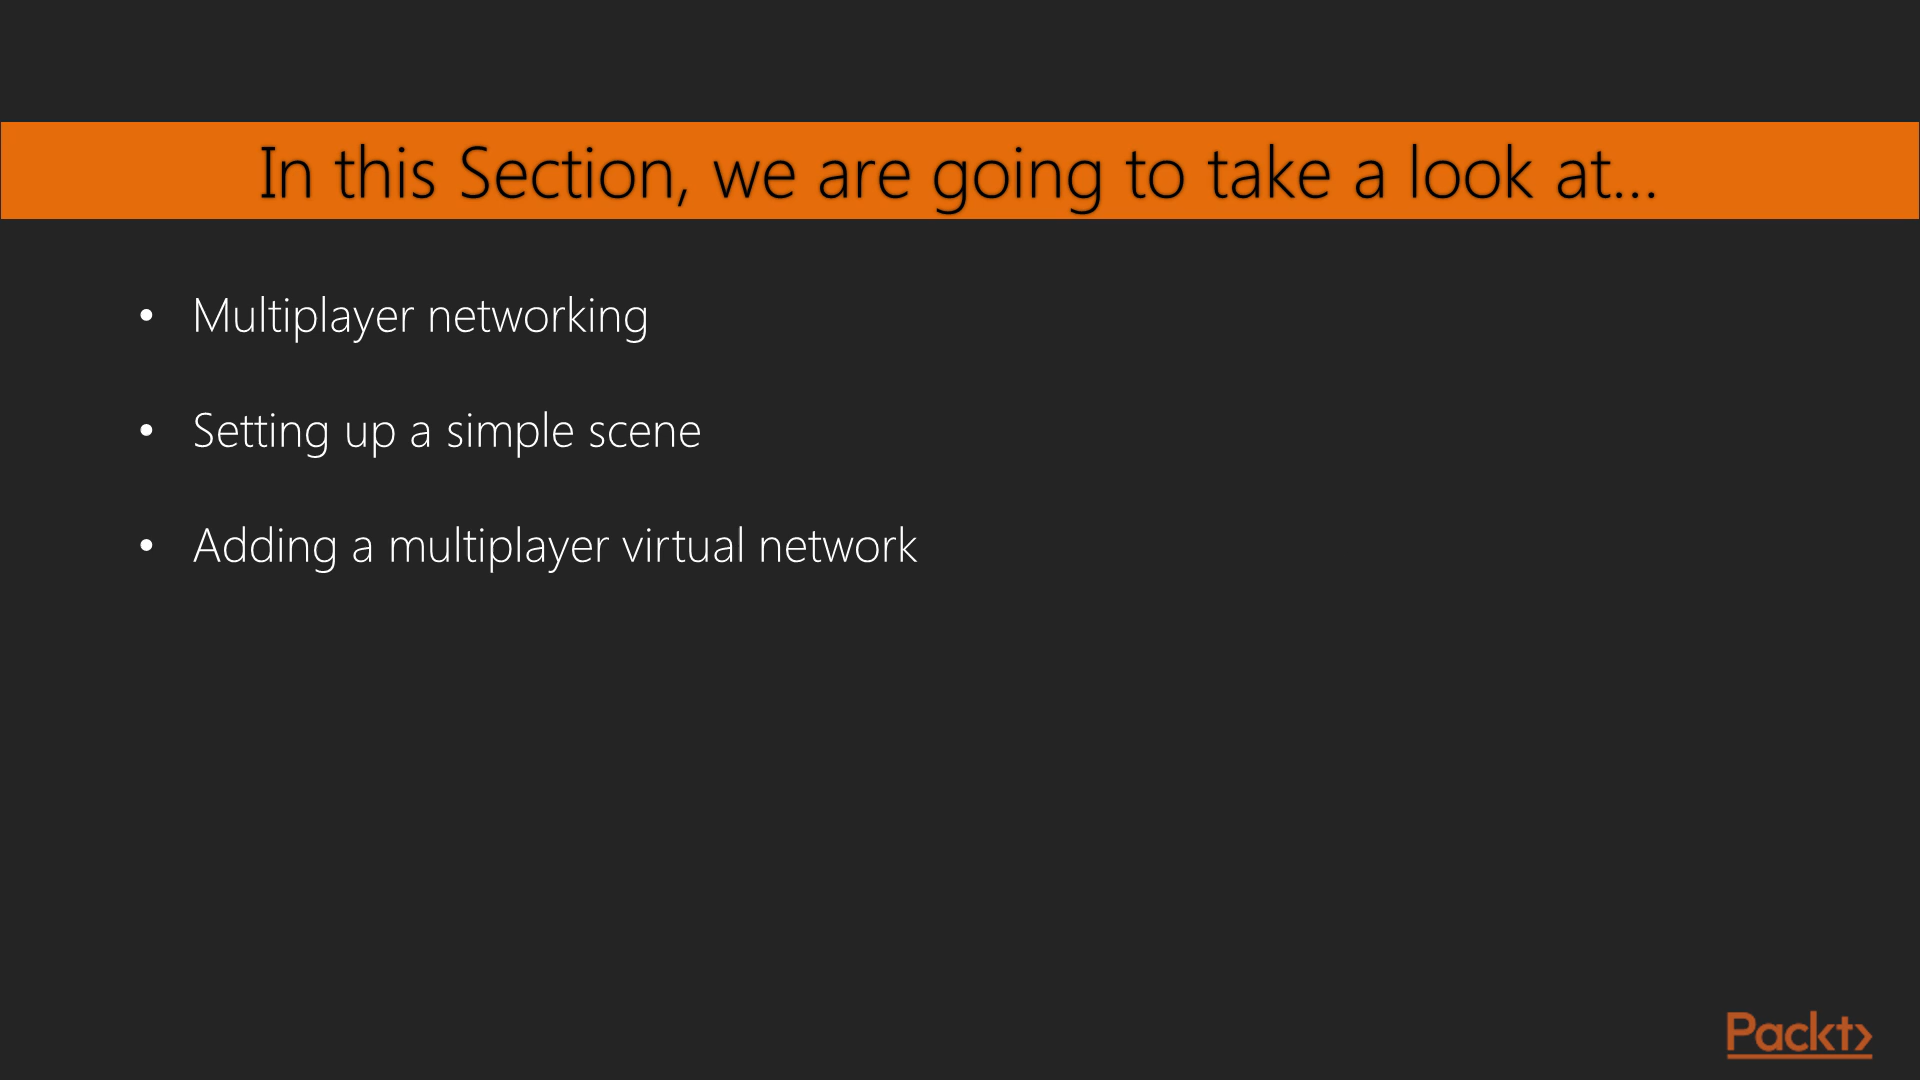 In this Section, we are going to take a look at...
• Multiplayer networking
• Setting up a simple scene
• Adding a multiplayer virtual network
Packt>